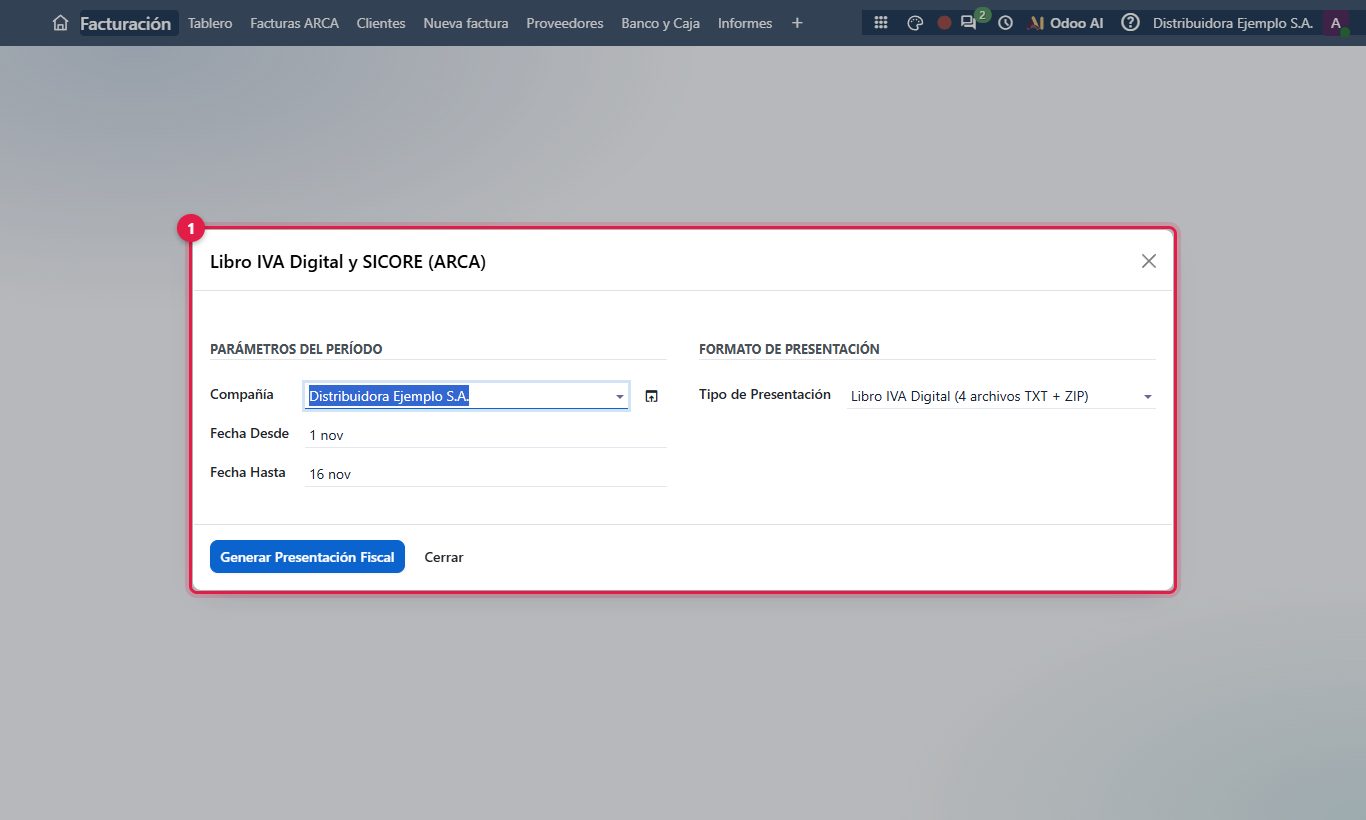 Facturación Tablero Facturas ARCA Clientes Nueva factura Proveedores Banco y Caja Informes + 2 Odoo AI ? Distribuidora Ejemplo S.A. A
1
Libro IVA Digital y SICORE (ARCA)
PARÁMETROS DEL PERÍODO
Compañía Distribuidora Ejemplo S.A.
Fecha Desde 1 nov
Fecha Hasta 16 nov
FORMATO DE PRESENTACIÓN
Tipo de Presentación Libro IVA Digital (4 archivos TXT + ZIP)
Generar Presentación Fiscal Cerrar